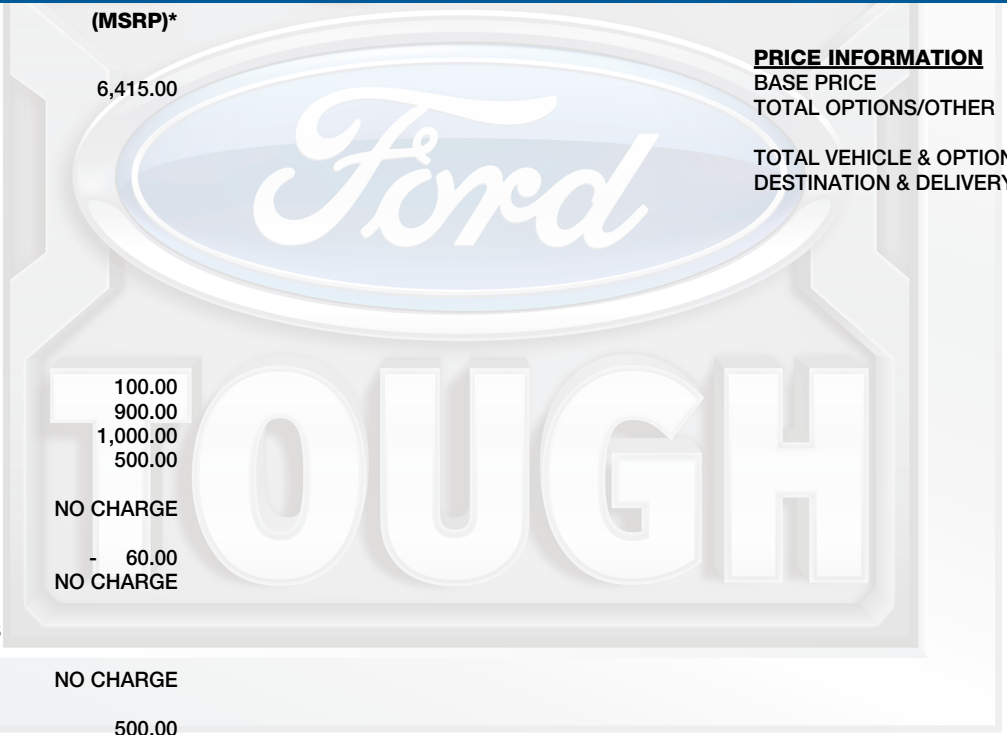 (MSRP)*
6,415.00
100.00
900.00
1,000.00
500.00
NO CHARGE
- 60.00
NO CHARGE
NO CHARGE
500.00
PRICE INFORMATION
BASE PRICE
TOTAL OPTIONS/OTHER
TOTAL VEHICLE & OPTION
DESTINATION & DELIVERY
Ford
TOUGH